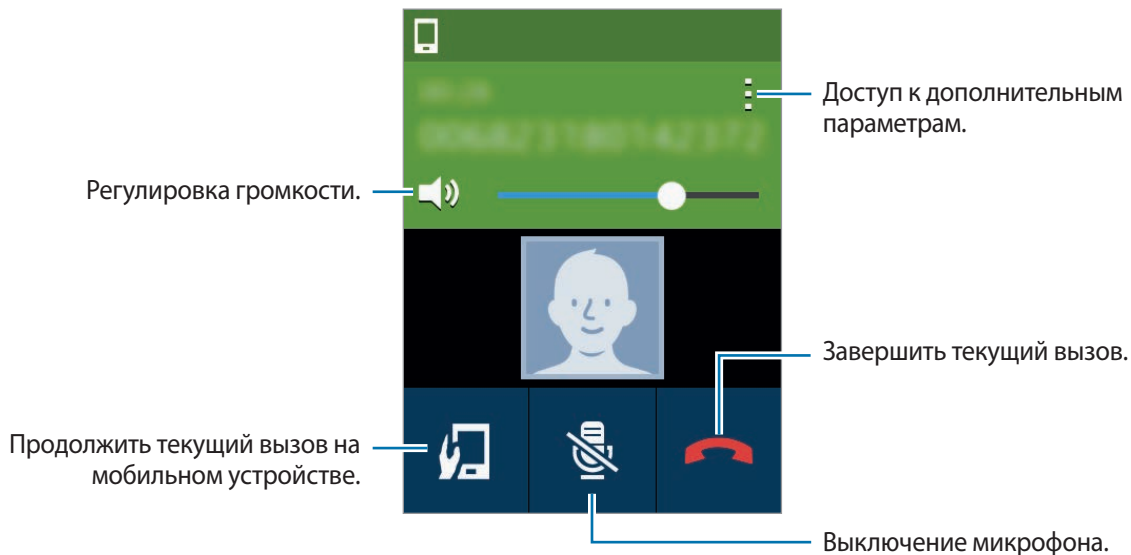 Доступ к дополнительным
параметрам.
Регулировка громкости.
Завершить текущий вызов.
Продолжить текущий вызов на
мобильном устройстве.
Выключение микрофона.